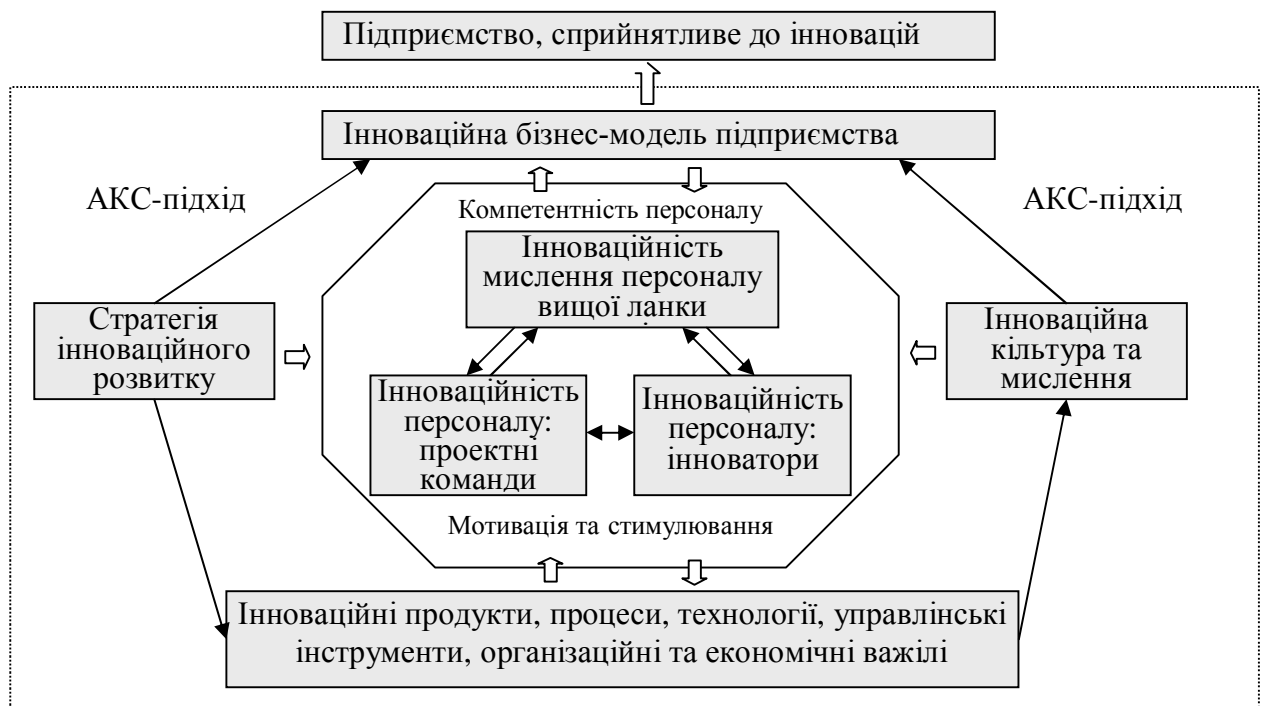 Підприємство, сприйнятливе до інновацій
Інноваційна бізнес-модель підприємства
АКС-підхід
АКС-підхід
Компетентність персоналу
Інноваційність
мислення персоналу
вищої ланки
Стратегія
інноваційного
розвитку
Інноваційна
кільтура та
мислення
Інноваційність
персоналу:
проектні
команди
Інноваційність
персоналу:
інноватори
Мотивація та стимулювання
Інноваційні продукти, процеси, технології, управлінські
інструменти, організаційні та економічні важілі